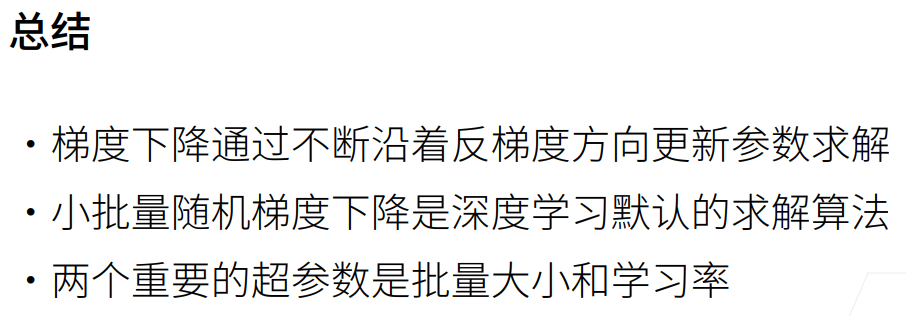 总结
• 梯度下降通过不断沿着反梯度方向更新参数求解
• 小批量随机梯度下降是深度学习默认的求解算法
• 两个重要的超参数是批量大小和学习率